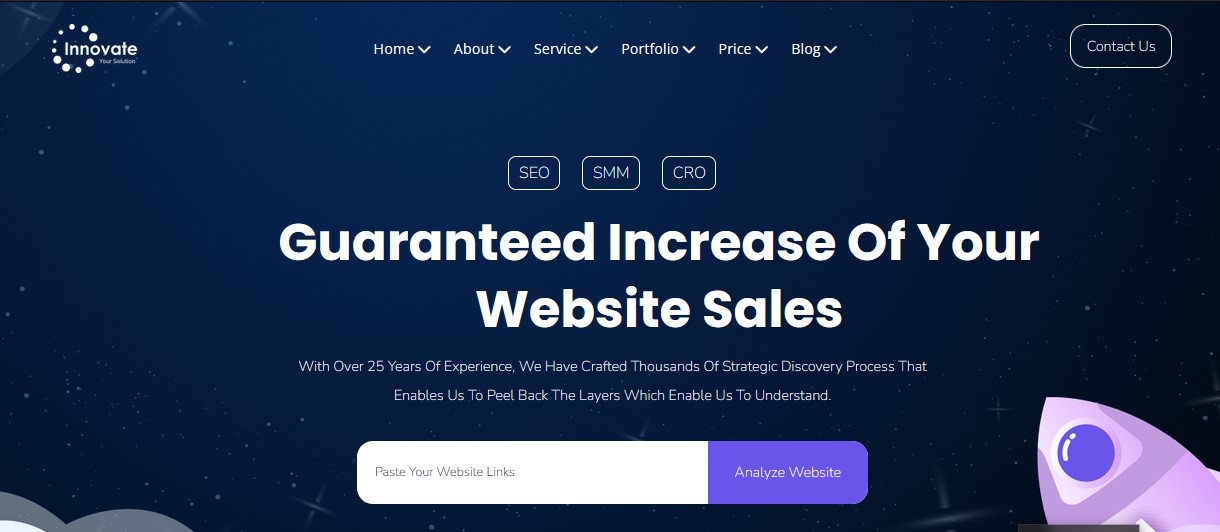 Innovate
Your Solution
Home About Service Portfolio Price Blog
Contact Us
SEO SMM CRO
Guaranteed Increase Of Your
Website Sales
With Over 25 Years Of Experience, We Have Crafted Thousands Of Strategic Discovery Process That
Enables Us To Peel Back The Layers Which Enable Us To Understand.
Paste Your Website Links
Analyze Website